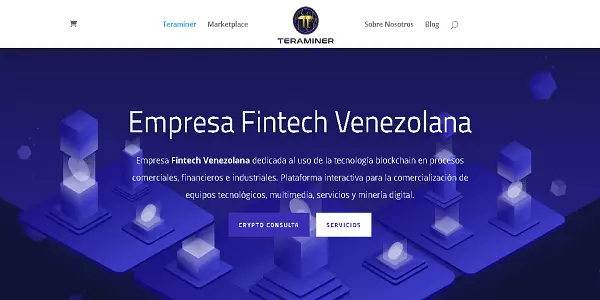 Teraminer Marketplace Sobre Nosotros Blog
TERAMINER
Empresa Fintech Venezolana
Empresa Fintech Venezolana dedicada al uso de la tecnología blockchain en procesos
comerciales, financieros e industriales. Plataforma interactiva para la comercialización de
equipos tecnológicos, multimedia, servicios y minería digital.
CRYPTO CONSULTA SERVICIOS